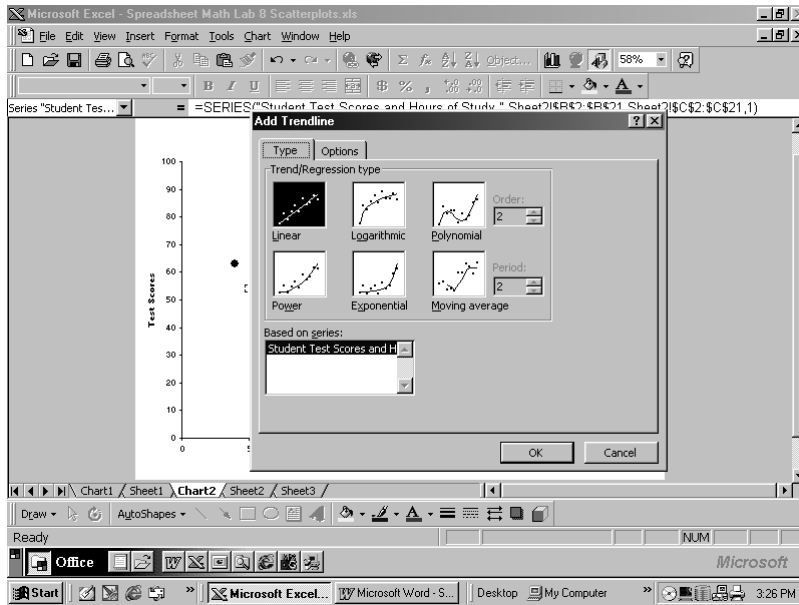 Microsoft Excel - Spreadsheet Math Lab 8 Scatterplots.xls
File Edit View Insert Format Tools Chart Window Help
Object... 58%
B I U $ % ,
Series "Student Tes... = =SERIES("Student Test Scores and Hours of Study ",Sheet2!$B$2:$B$21,Sheet2!$C$2:$C$21,1)
Add Trendline
Type Options
Trend/Regression type
Linear Logarithmic Polynomial
Order:
2
Power Exponential Moving average
Period:
2
Based on series:
Student Test Scores and H
OK Cancel
Test Scores
100
90
80
70
60
50
40
30
20
10
0
0
Chart1 Sheet1 Chart2 Sheet2 Sheet3
Draw AutoShapes
Ready NUM
Office Microsoft
Start Microsoft Excel... Microsoft Word - S... Desktop My Computer 3:26 PM